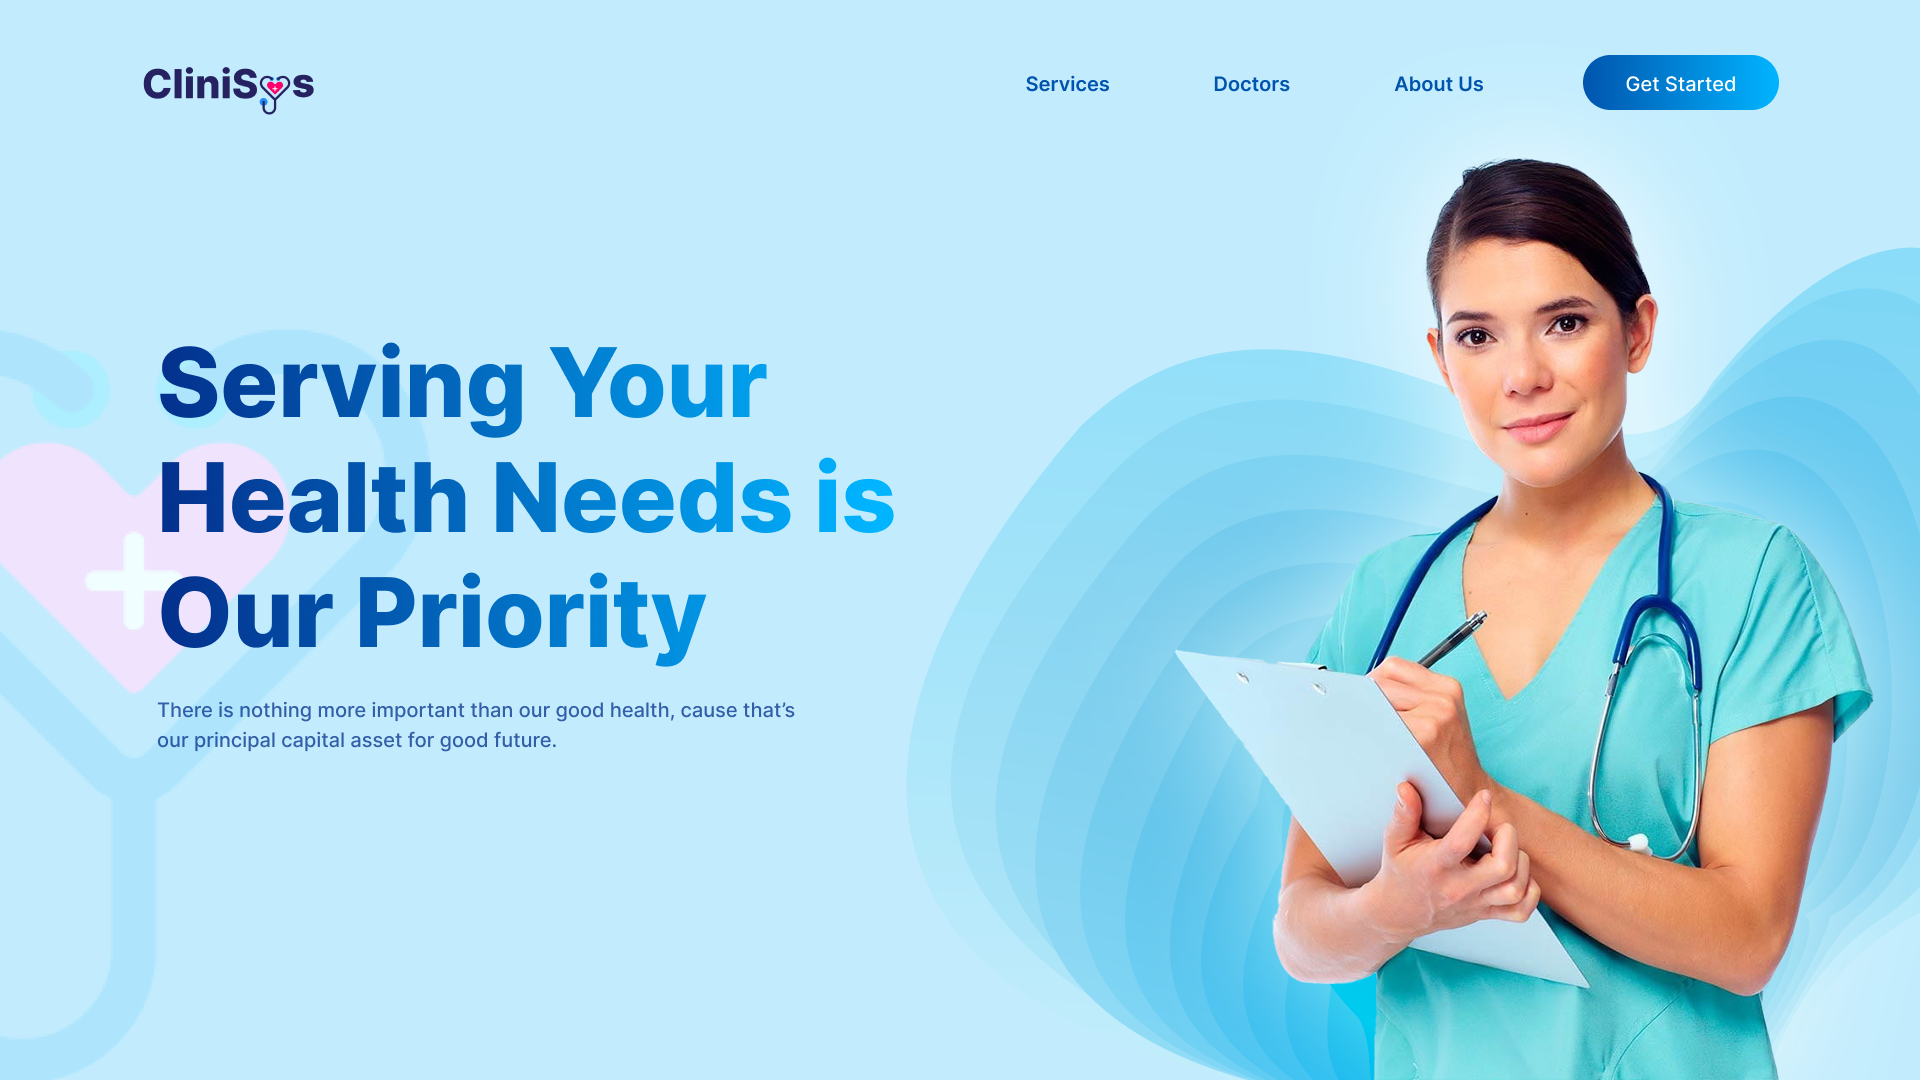 CliniSys
Services
Doctors
About Us
Get Started
Serving Your
Health Needs is
Our Priority
There is nothing more important than our good health, cause that’s
our principal capital asset for good future.